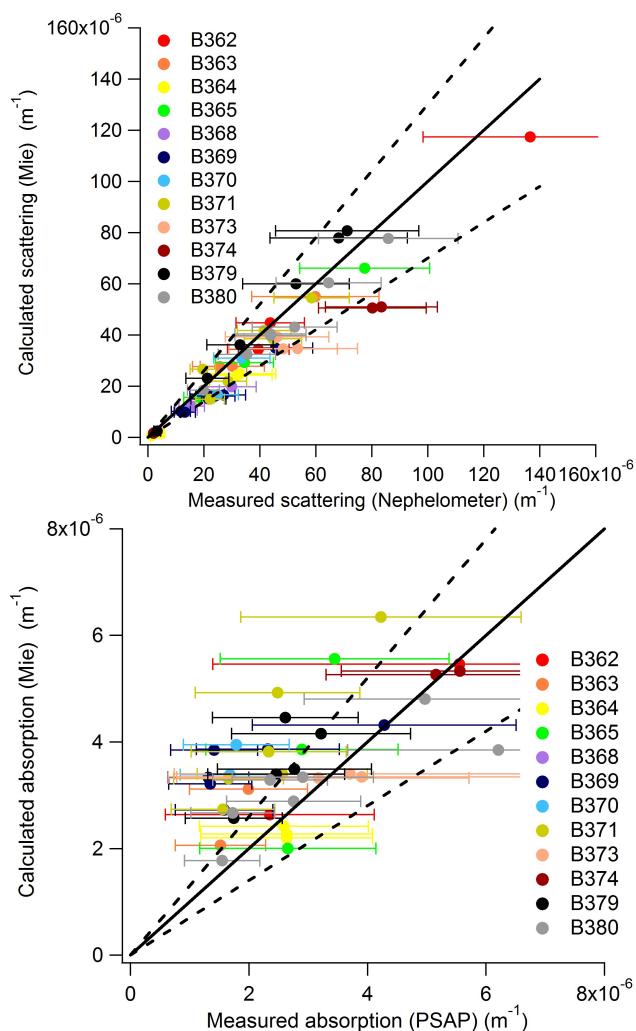 160x10⁻⁶
140
120
100
80
60
40
20
0
Calculated scattering (Mie) (m⁻¹)
B362
B363
B364
B365
B368
B369
B370
B371
B373
B374
B379
B380
0 20 40 60 80 100 120 140 160x10⁻⁶
Measured scattering (Nephelometer) (m⁻¹)
8x10⁻⁶
6
4
2
0
Calculated absorption (Mie) (m⁻¹)
B362
B363
B364
B365
B368
B369
B370
B371
B373
B374
B379
B380
0 2 4 6 8x10⁻⁶
Measured absorption (PSAP) (m⁻¹)